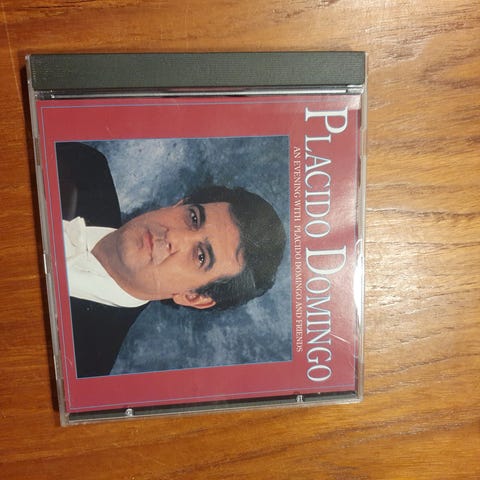 PLACIDO DOMINGO
AN EVENING WITH PLACIDO DOMINGO AND FRIENDS